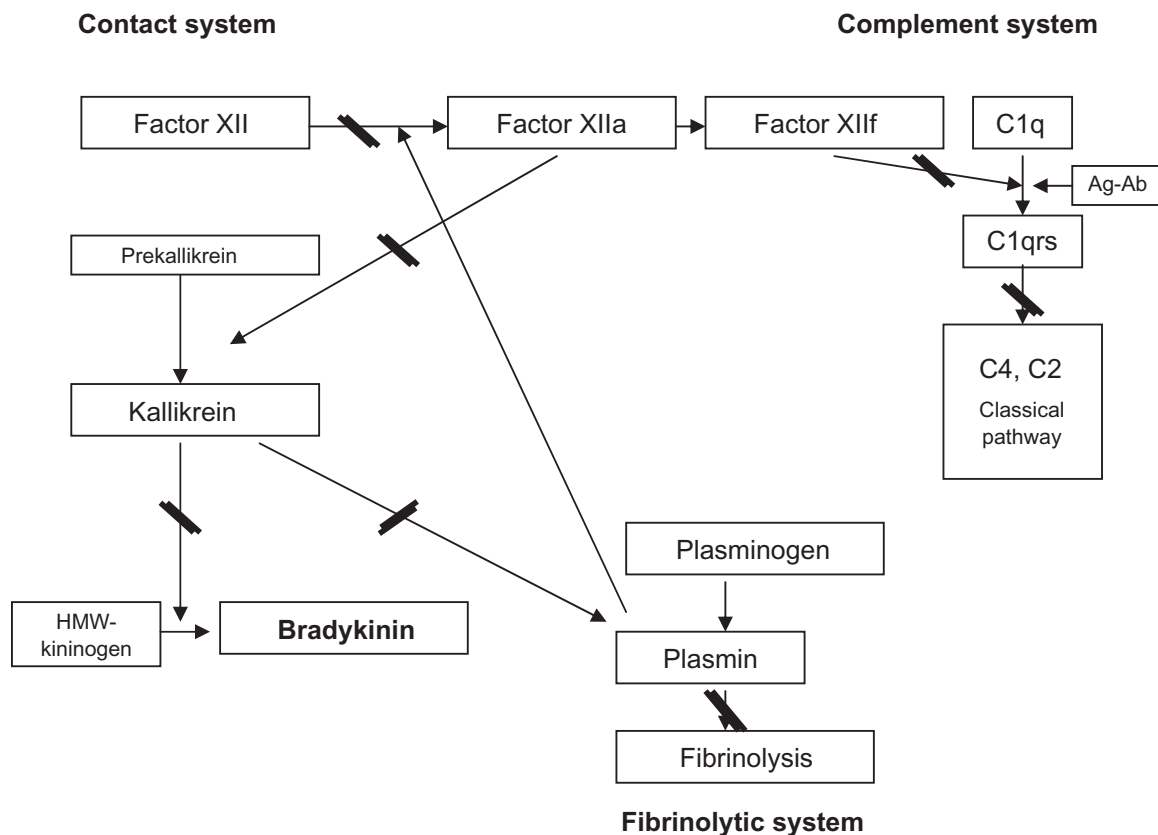 Contact system
Complement system
Factor XII
Factor XIIa
Factor XIIf
C1q
Ag-Ab
C1qrs
Prekallikrein
C4, C2
Classical
pathway
Kallikrein
Plasminogen
HMW-
kininogen
Bradykinin
Plasmin
Fibrinolysis
Fibrinolytic system